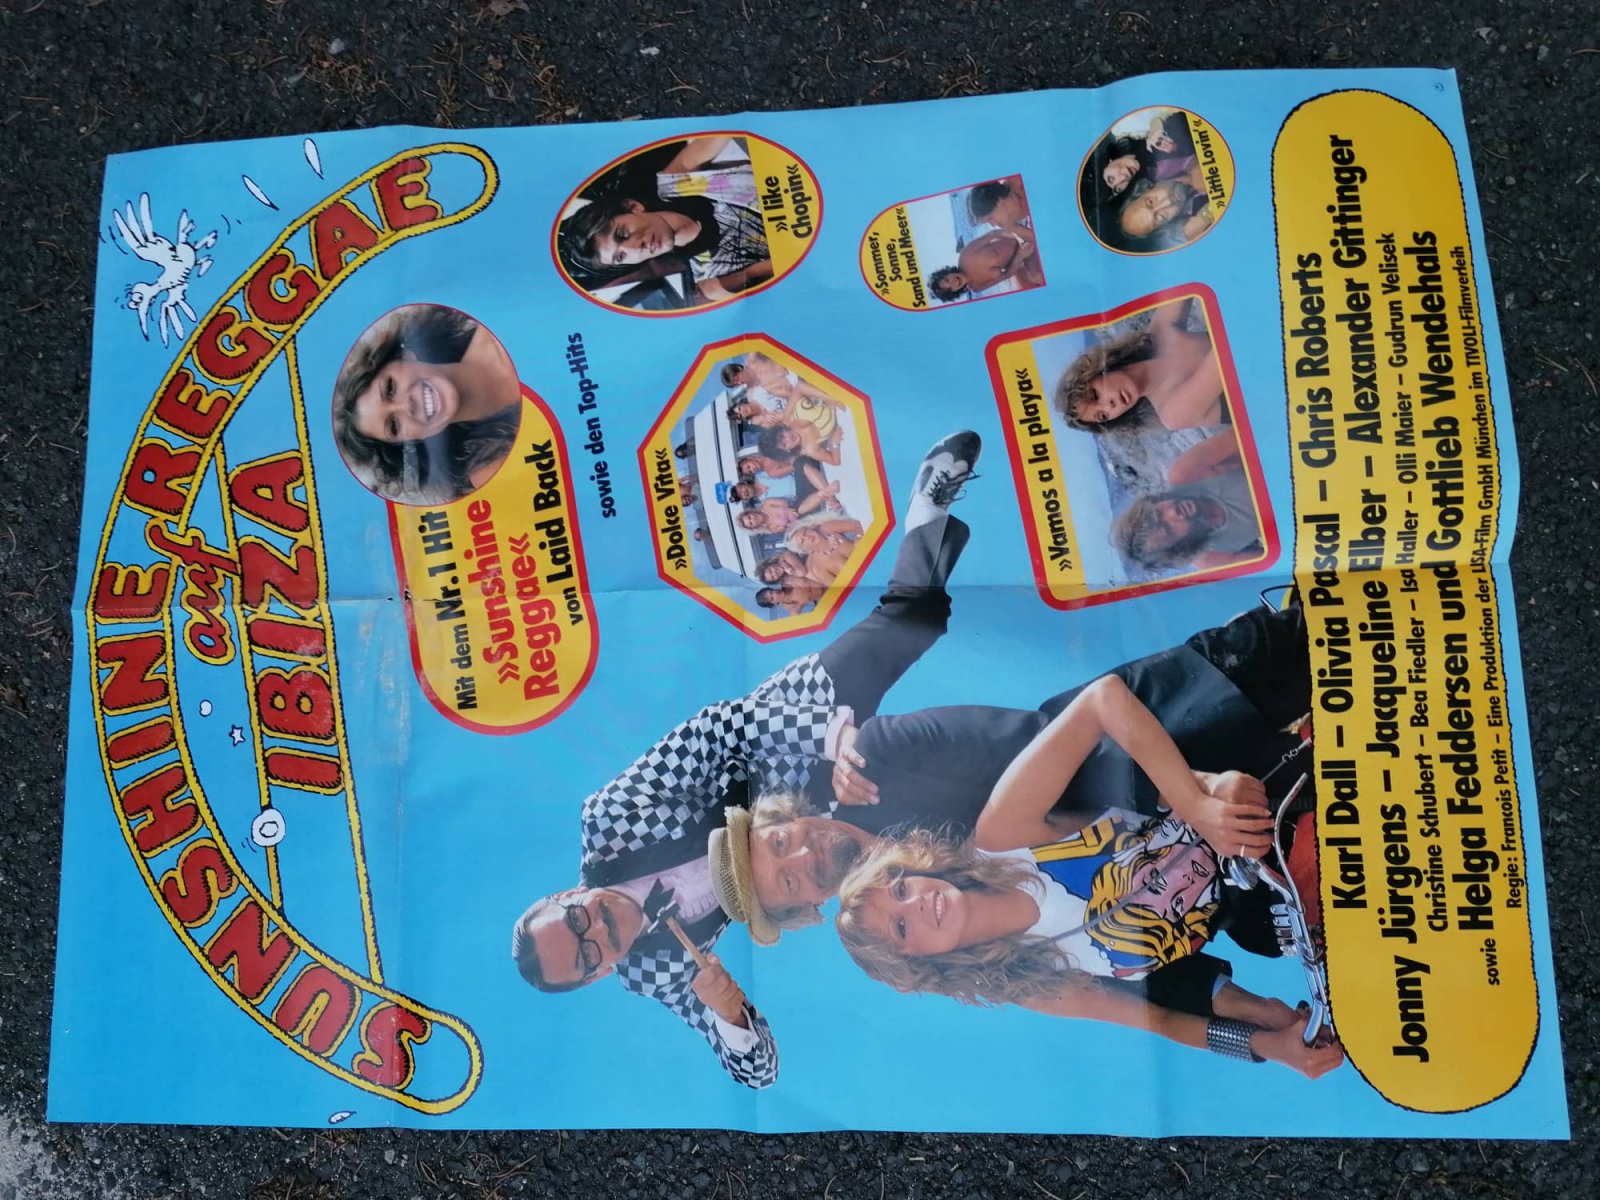 SUNSHINE REGGAE
auf
IBIZA
Mit dem Nr.1 Hit
»Sunshine
Reggae«
von Laid Back
sowie den Top-Hits
»I like
Chopin«
»Dolce Vita«
»Sommer,
Sonne,
Sand und Meer«
»Little Lovin'«
»Vamos a la playa«
Karl Dall – Olivia Pascal – Chris Roberts
Jonny Jürgens – Jacqueline Elber – Alexander Gittinger
Christine Schubert – Bea Fiedler – Isa Haller – Olli Maier – Gudrun Velisek
sowie Helga Feddersen und Gottlieb Wendehals
Regie: Francois Petit – Eine Produktion der LISA-Film GmbH München im TIVOLI-Filmverleih